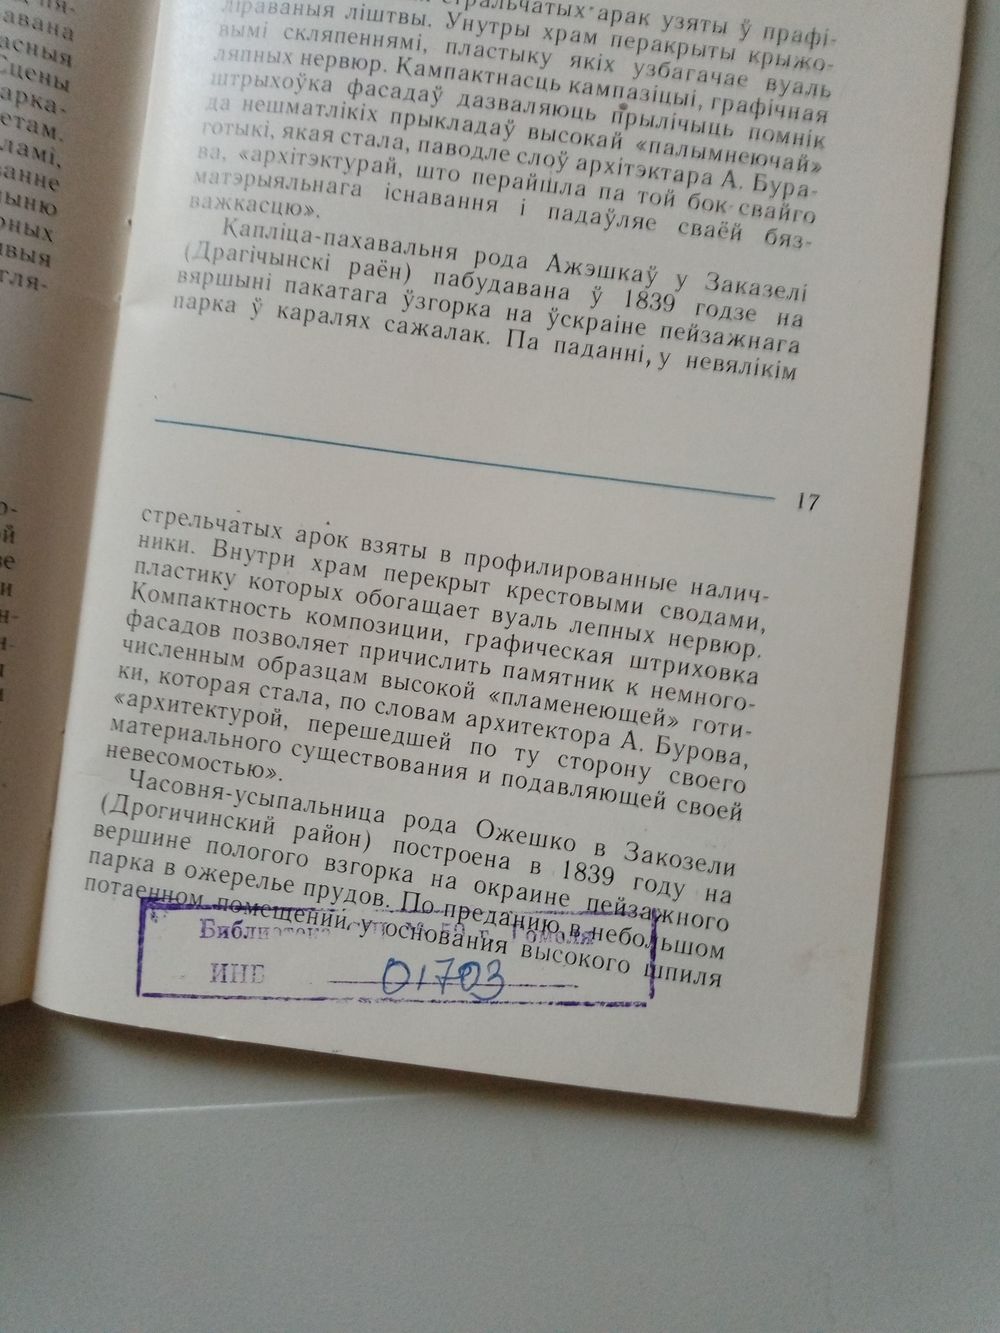 стральчатых арак узяты ў прафі-
ліраваныя ліштвы. Унутры храм перакрыты крыжо-
вымі скляпеннямі, пластыку якіх узбагачае вуаль
ляпных нервюр. Кампактнасць кампазіцыі, графічная
штрыхоўка фасадаў дазваляюць прылічыць помнік
да нешматлікіх прыкладаў высокай «палымнеючай»
готыкі, якая стала, паводле слоў архітэктара А. Бура-
ва, «архітэктурай, што перайшла па той бок свайго
матэрыяльнага існавання і падаўляе сваёй бяз-
важкасцю».
Капліца-пахавальня рода Ажэшкаў у Заказелі
(Драгічынскі раён) пабудавана ў 1839 годзе на
вяршыні пакатага ўзгорка на ўскраіне пейзажнага
парка ў каралях сажалак. Па паданні, у невялікім
17
стрельчатых арок взяты в профилированные налич-
ники. Внутри храм перекрыт крестовыми сводами,
пластику которых обогащает вуаль лепных нервюр.
Компактность композиции, графическая штриховка
фасадов позволяет причислить памятник к немного-
численным образцам высокой «пламенеющей» готи-
ки, которая стала, по словам архитектора А. Бурова,
«архитектурой, перешедшей по ту сторону своего
материального существования и подавляющей своей
невесомостью».
Часовня-усыпальница рода Ожешко в Закозели
(Дрогичинский район) построена в 1839 году на
вершине пологого взгорка на окраине пейзажного
парка в ожерелье прудов. По преданию в небольшом
потаенном помещении, у основания высокого шпиля
Библиотека г. Гомеля
ИНВ 01703